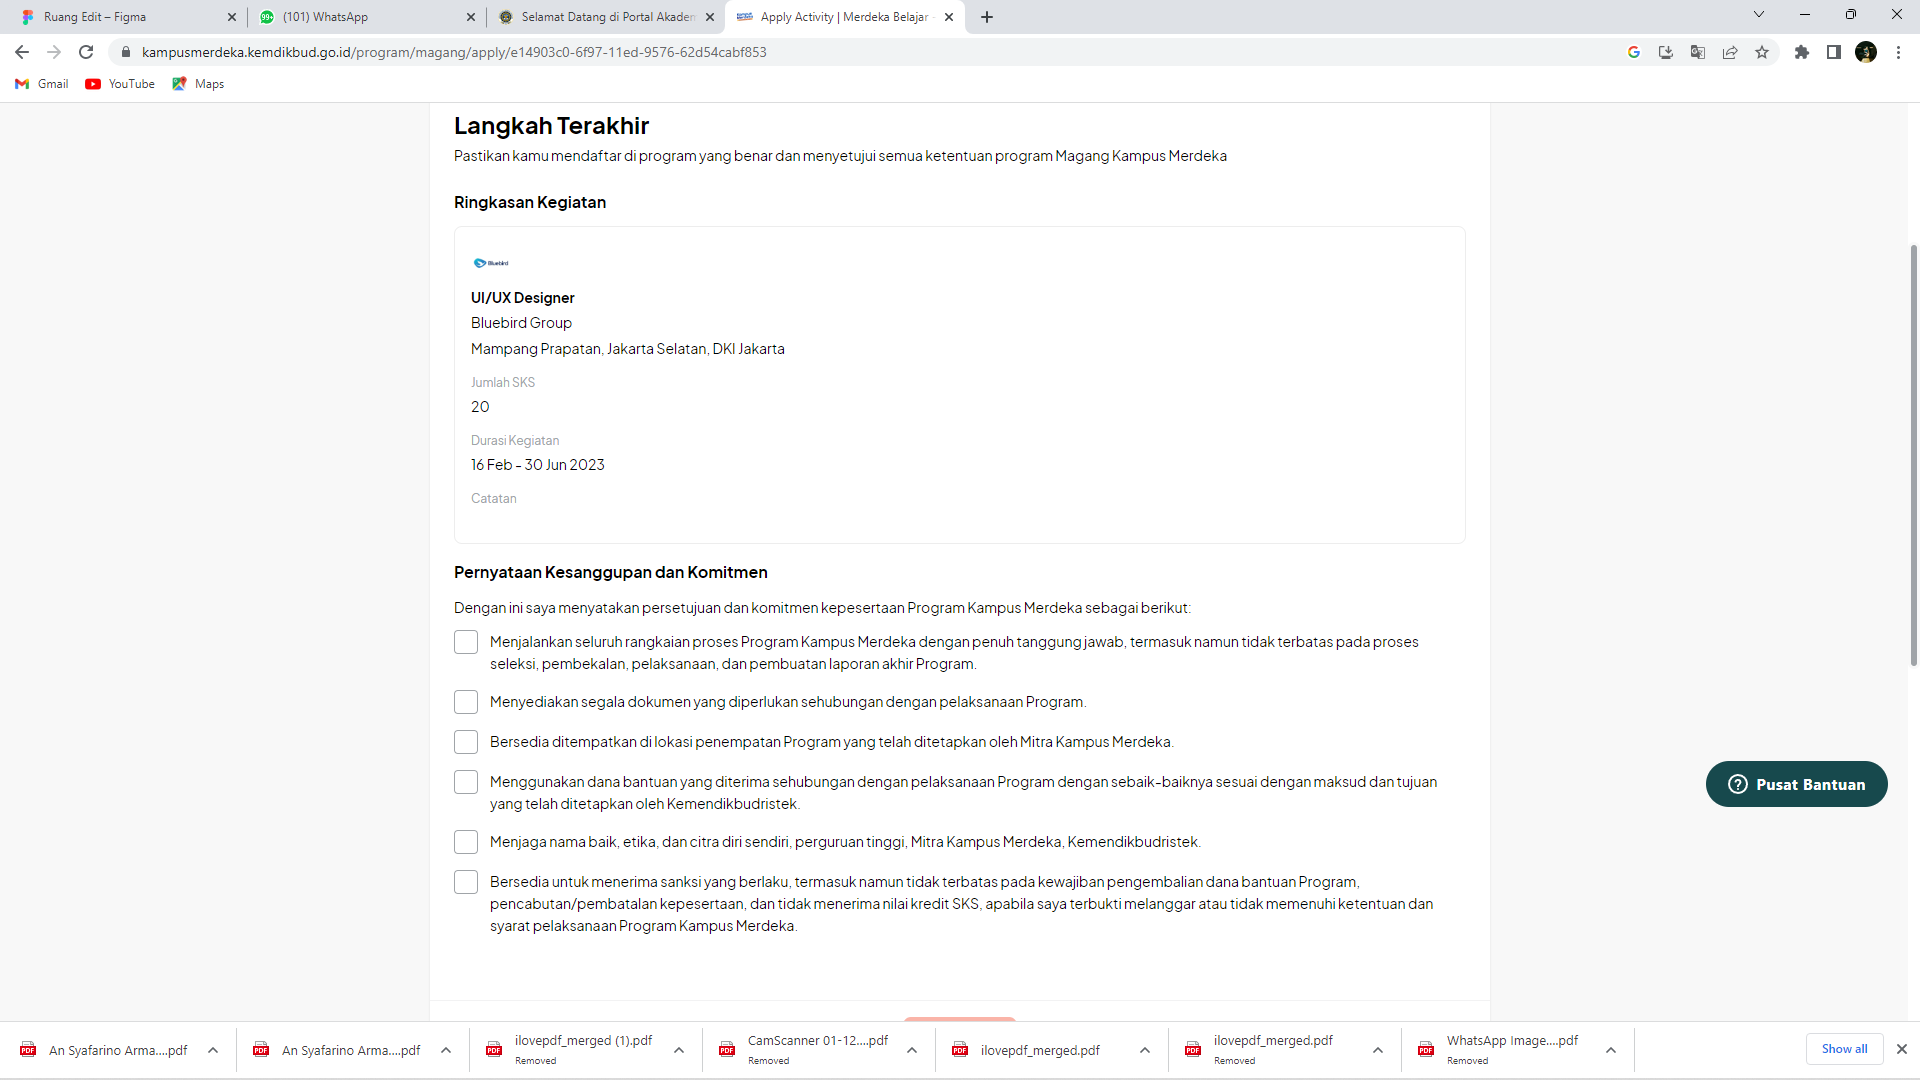 Ruang Edit – Figma
(101) WhatsApp
Selamat Datang di Portal Akaden
Apply Activity | Merdeka Belajar
kampusmerdeka.kemdikbud.go.id/program/magang/apply/e14903c0-6f97-11ed-9576-62d54cabf853
Gmail
YouTube
Maps
Langkah Terakhir
Pastikan kamu mendaftar di program yang benar dan menyetujui semua ketentuan program Magang Kampus Merdeka
Ringkasan Kegiatan
Bluebird
UI/UX Designer
Bluebird Group
Mampang Prapatan, Jakarta Selatan, DKI Jakarta
Jumlah SKS
20
Durasi Kegiatan
16 Feb - 30 Jun 2023
Catatan
Pernyataan Kesanggupan dan Komitmen
Dengan ini saya menyatakan persetujuan dan komitmen kepesertaan Program Kampus Merdeka sebagai berikut:
Menjalankan seluruh rangkaian proses Program Kampus Merdeka dengan penuh tanggung jawab, termasuk namun tidak terbatas pada proses
seleksi, pembekalan, pelaksanaan, dan pembuatan laporan akhir Program.
Menyediakan segala dokumen yang diperlukan sehubungan dengan pelaksanaan Program.
Bersedia ditempatkan di lokasi penempatan Program yang telah ditetapkan oleh Mitra Kampus Merdeka.
Menggunakan dana bantuan yang diterima sehubungan dengan pelaksanaan Program dengan sebaik-baiknya sesuai dengan maksud dan tujuan
yang telah ditetapkan oleh Kemendikbudristek.
Menjaga nama baik, etika, dan citra diri sendiri, perguruan tinggi, Mitra Kampus Merdeka, Kemendikbudristek.
Bersedia untuk menerima sanksi yang berlaku, termasuk namun tidak terbatas pada kewajiban pengembalian dana bantuan Program,
pencabutan/pembatalan kepesertaan, dan tidak menerima nilai kredit SKS, apabila saya terbukti melanggar atau tidak memenuhi ketentuan dan
syarat pelaksanaan Program Kampus Merdeka.
Pusat Bantuan
An Syafarino Arma....pdf
An Syafarino Arma....pdf
ilovepdf_merged (1).pdf
Removed
CamScanner 01-12....pdf
Removed
ilovepdf_merged.pdf
ilovepdf_merged.pdf
Removed
WhatsApp Image....pdf
Removed
Show all